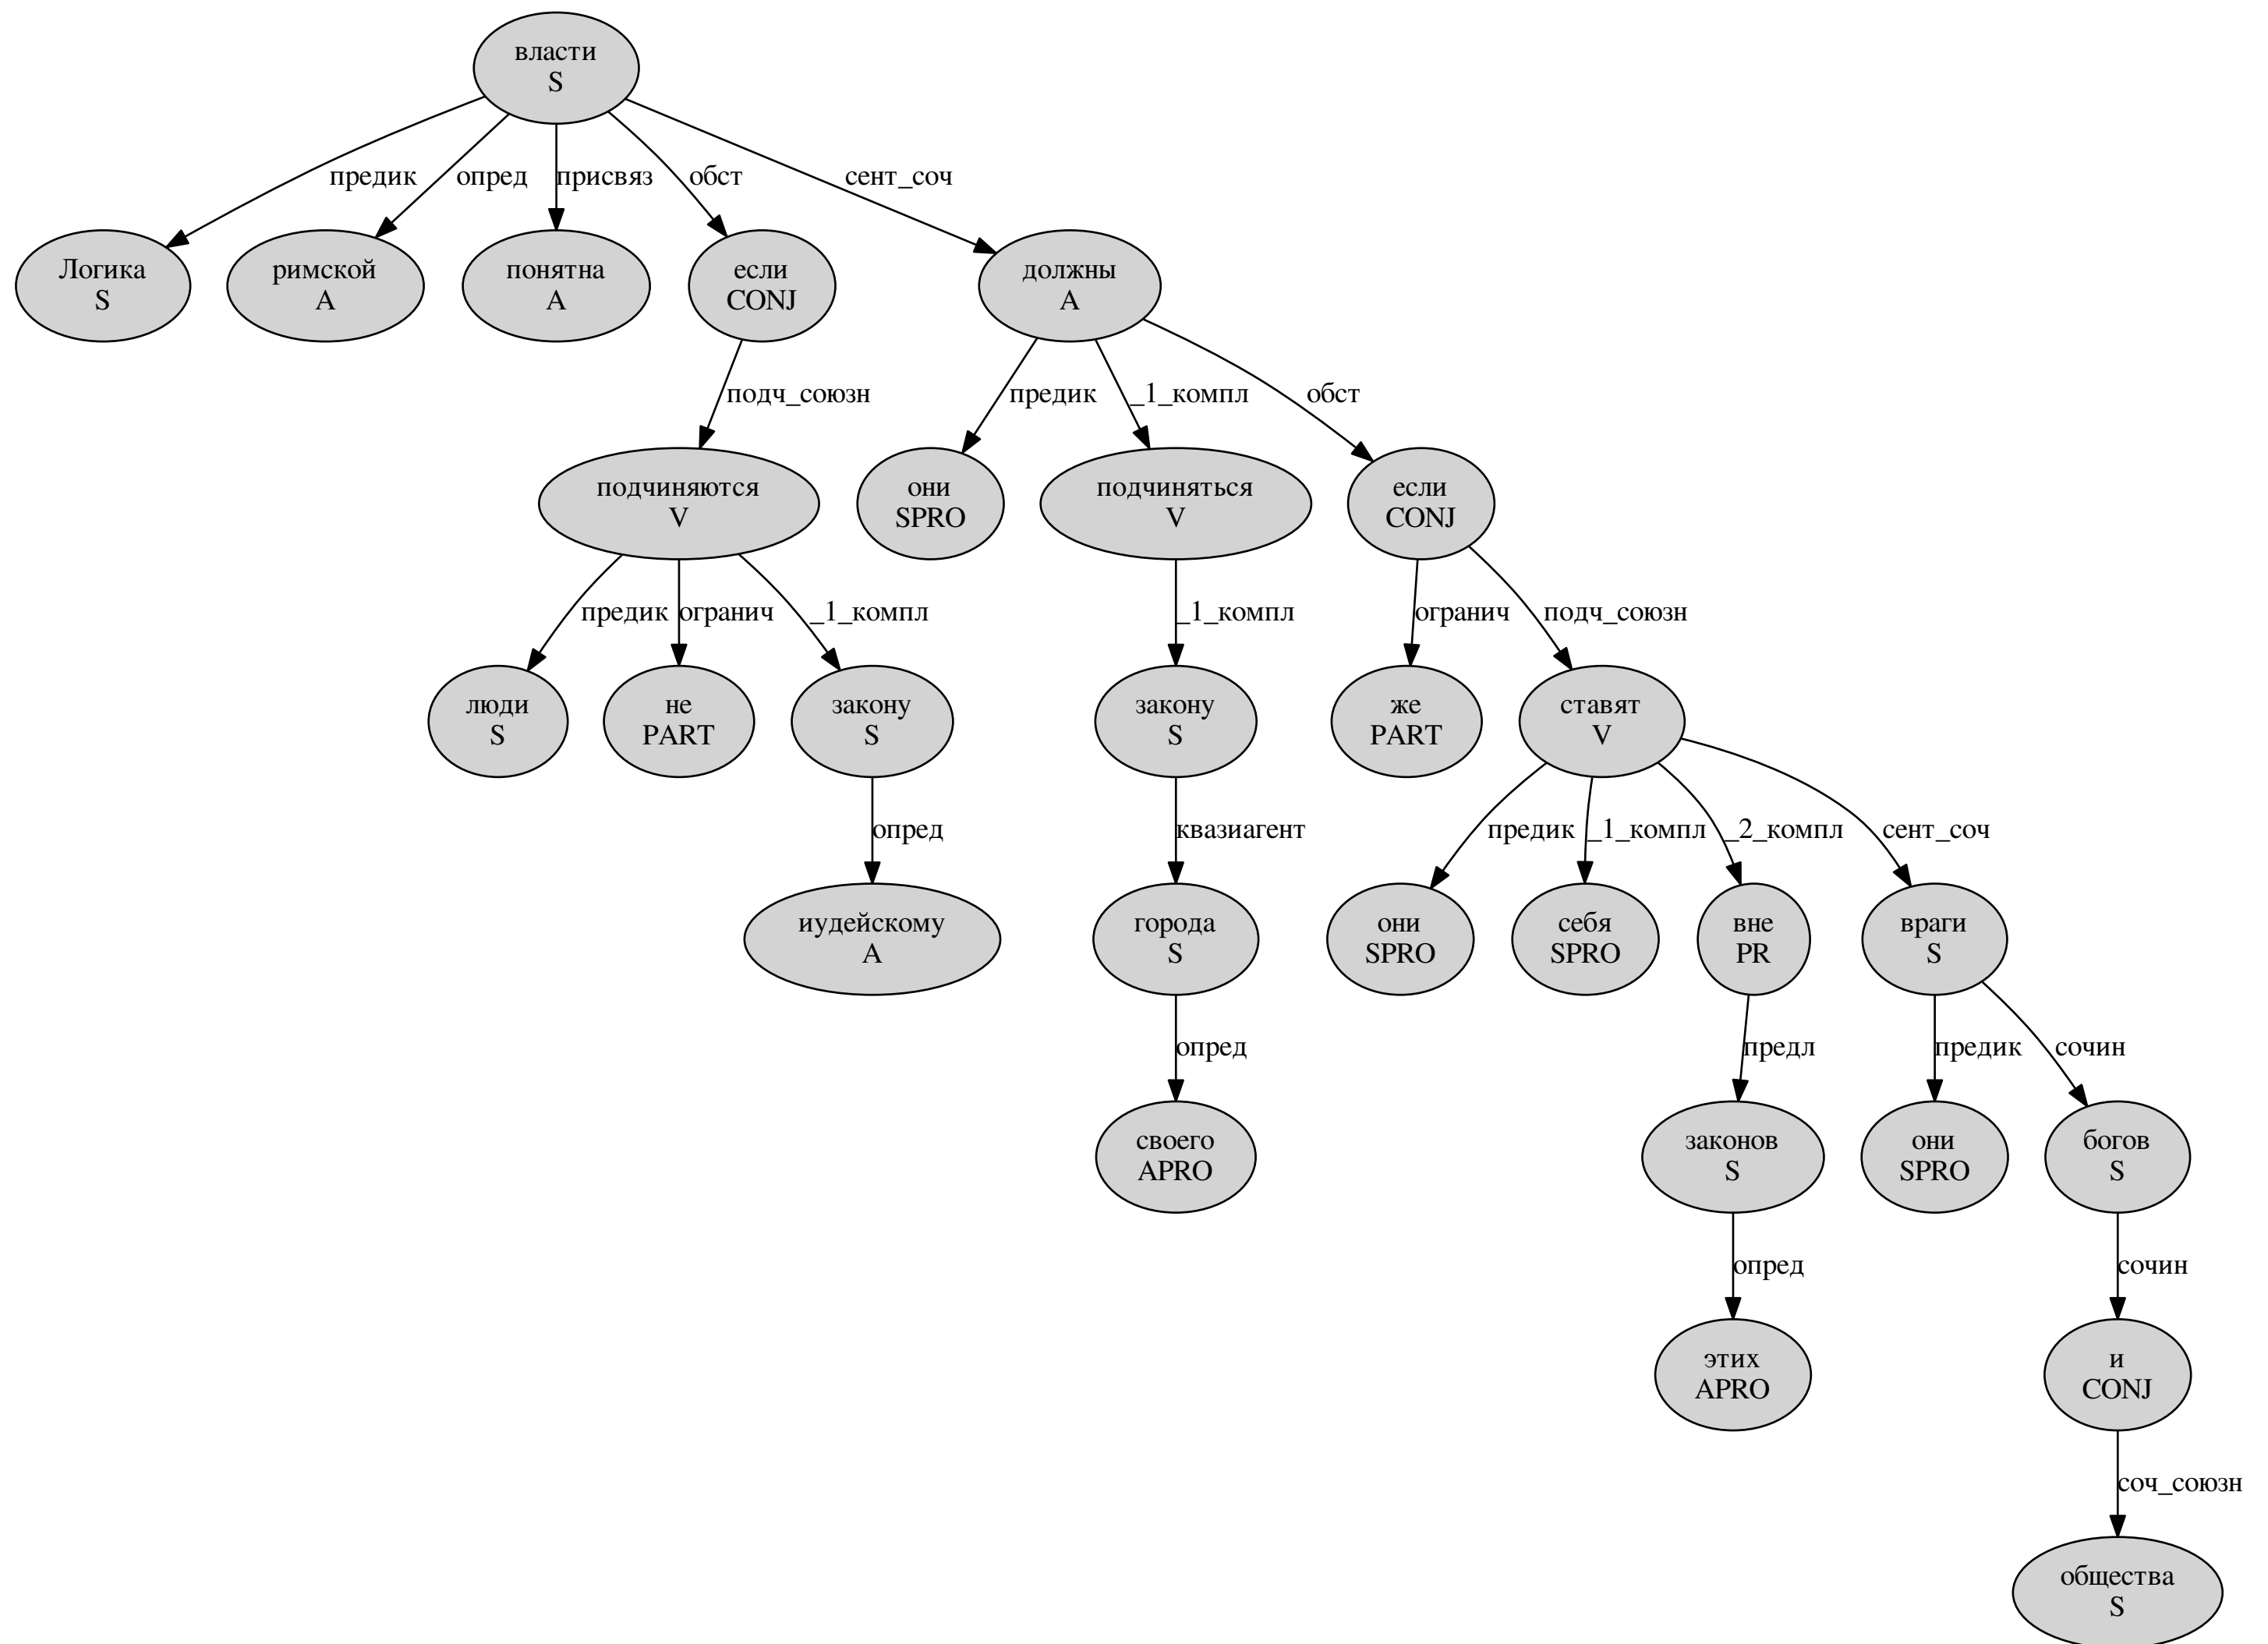 власти
S
предик
опред
присвяз
обст
сент_соч
Логика
S
римской
A
понятна
A
если
CONJ
должны
A
подч_союзн
предик
_1_компл
обст
подчиняются
V
они
SPRO
подчиняться
V
если
CONJ
предик
огранич
_1_компл
_1_компл
огранич
подч_союзн
люди
S
не
PART
закону
S
закону
S
же
PART
ставят
V
опред
квазиагент
предик
_1_компл
_2_компл
сент_соч
иудейскому
A
города
S
они
SPRO
себя
SPRO
вне
PR
враги
S
опред
предл
предик
сочин
своего
APRO
законов
S
они
SPRO
богов
S
опред
сочин
этих
APRO
и
CONJ
соч_союзн
общества
S